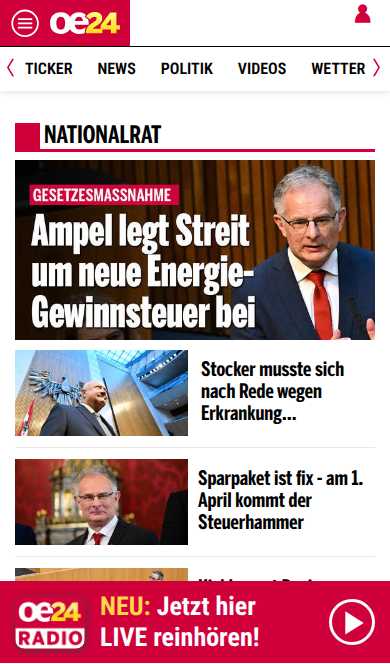 oe24
TICKER NEWS POLITIK VIDEOS WETTER
NATIONALRAT
GESETZESMASSNAHME
Ampel legt Streit
um neue Energie-
Gewinnsteuer bei
Stocker musste sich
nach Rede wegen
Erkrankung...
Sparpaket ist fix - am 1.
April kommt der
Steuerhammer
oe24
RADIO
NEU: Jetzt hier
LIVE reinhören!